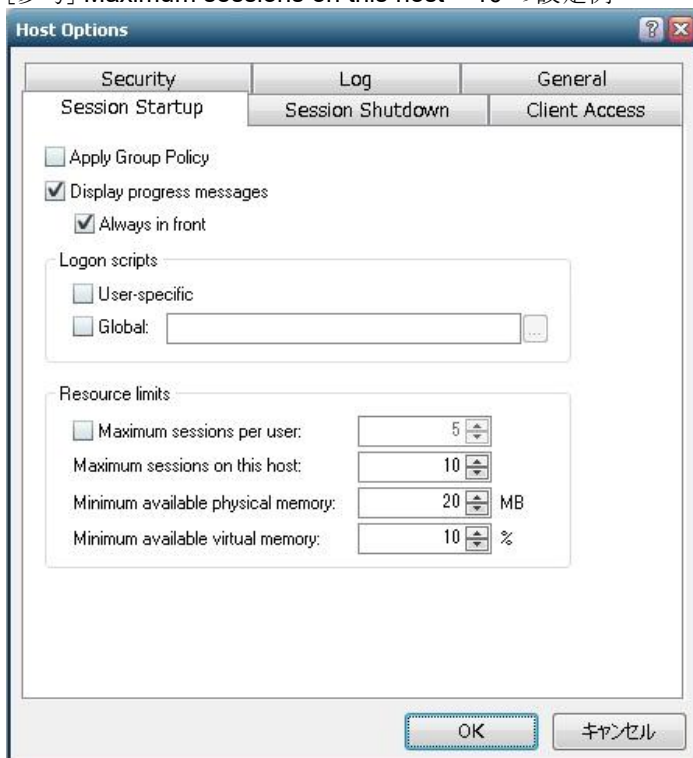 Host Options
Security Log General
Session Startup Session Shutdown Client Access
Apply Group Policy
Display progress messages
Always in front
Logon scripts
User-specific
Global: ...
Resource limits
Maximum sessions per user: 5
Maximum sessions on this host: 10
Minimum available physical memory: 20 MB
Minimum available virtual memory: 10 %
OK キャンセル